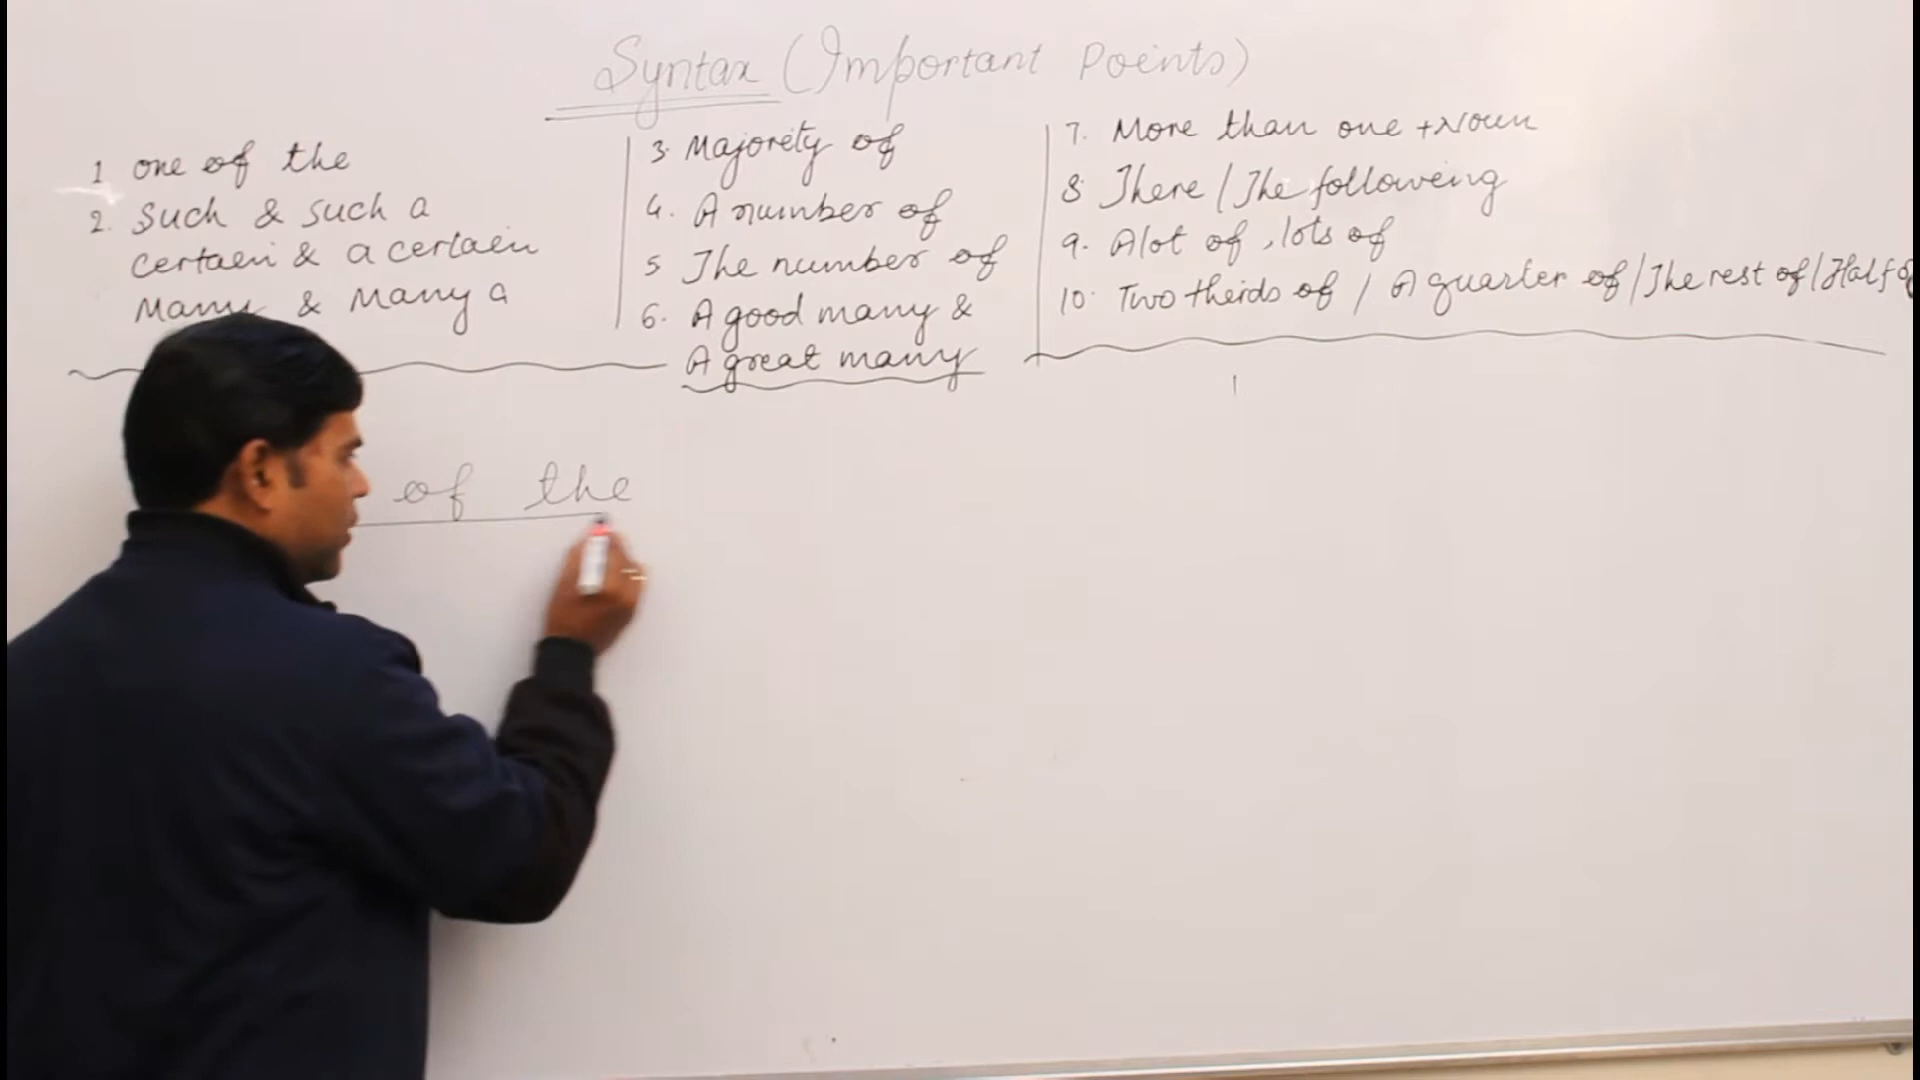 Syntax (Important Points)
1 one of the
2. Such & such a
certain & a certain
Many & Many a
3. Majority of
4. A number of
5 The number of
6. A good many &
A great many
7. More than one + Noun
8. There / The following
9. A lot of , lots of
10. Two thirds of / A quarter of / The rest of / Half of
of the